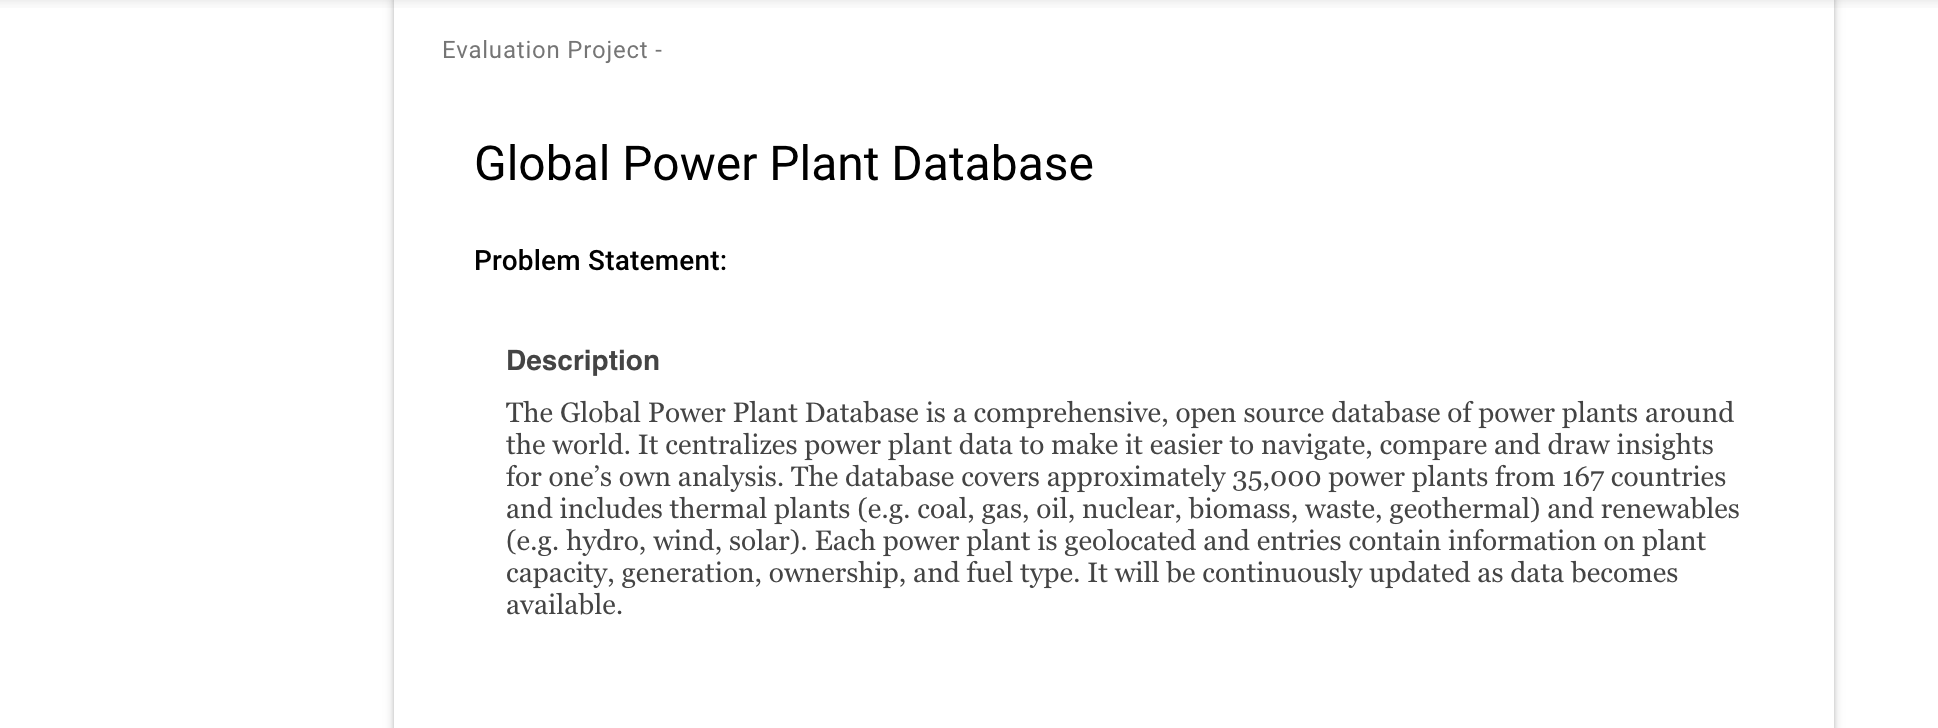 Evaluation Project -
Global Power Plant Database
Problem Statement:
Description
The Global Power Plant Database is a comprehensive, open source database of power plants around
the world. It centralizes power plant data to make it easier to navigate, compare and draw insights
for one’s own analysis. The database covers approximately 35,000 power plants from 167 countries
and includes thermal plants (e.g. coal, gas, oil, nuclear, biomass, waste, geothermal) and renewables
(e.g. hydro, wind, solar). Each power plant is geolocated and entries contain information on plant
capacity, generation, ownership, and fuel type. It will be continuously updated as data becomes
available.